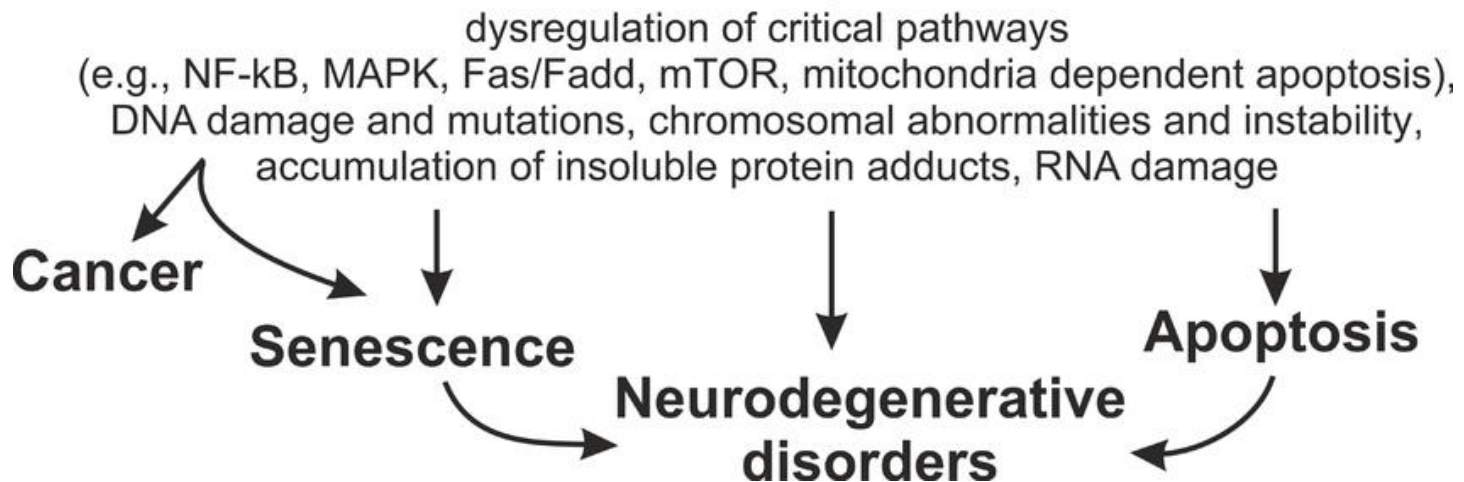 dysregulation of critical pathways
(e.g., NF-kB, MAPK, Fas/Fadd, mTOR, mitochondria dependent apoptosis),
DNA damage and mutations, chromosomal abnormalities and instability,
accumulation of insoluble protein adducts, RNA damage
Cancer
Senescence
Apoptosis
Neurodegenerative
disorders